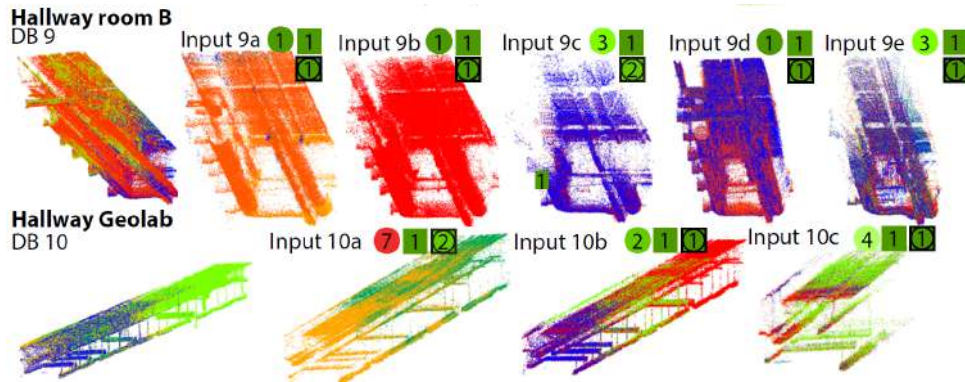 Hallway room B
DB 9
Input 9a 1 1
1
Input 9b 1 1
1
Input 9c 3 1
2
1
Input 9d 1 1
1
Input 9e 3 1
1
Hallway Geolab
DB 10
Input 10a 7 1 2
Input 10b 2 1 1
Input 10c 4 1 1